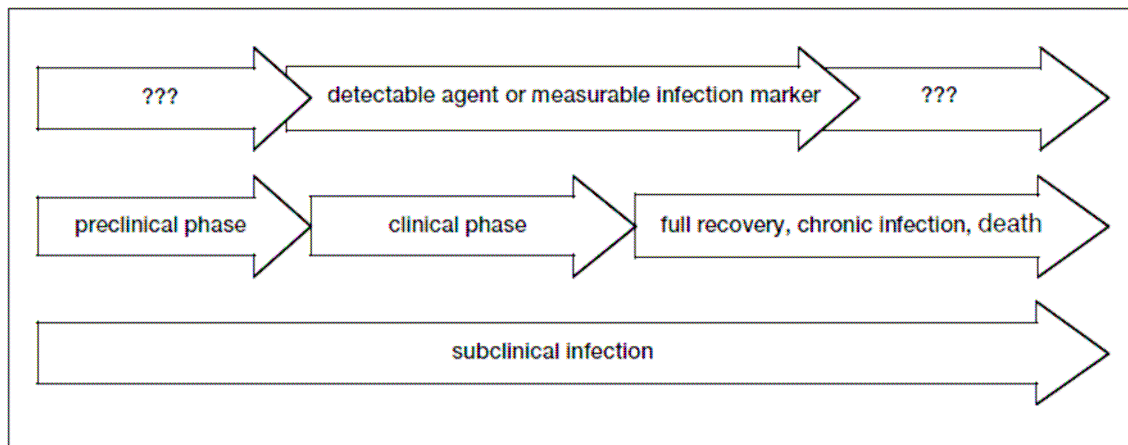 ???
detectable agent or measurable infection marker
???
preclinical phase
clinical phase
full recovery, chronic infection, death
subclinical infection